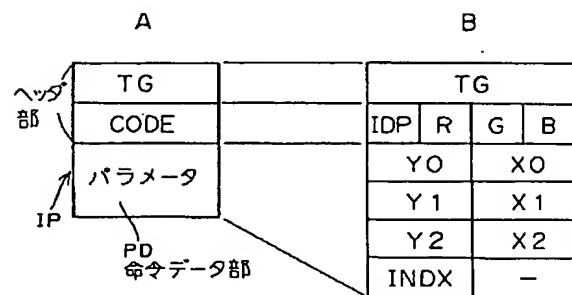 A
B
ヘッダ部
TG
CODE
パラメータ
IP
PD
命令データ部
TG
IDP R G B
Y0 X0
Y1 X1
Y2 X2
INDX –